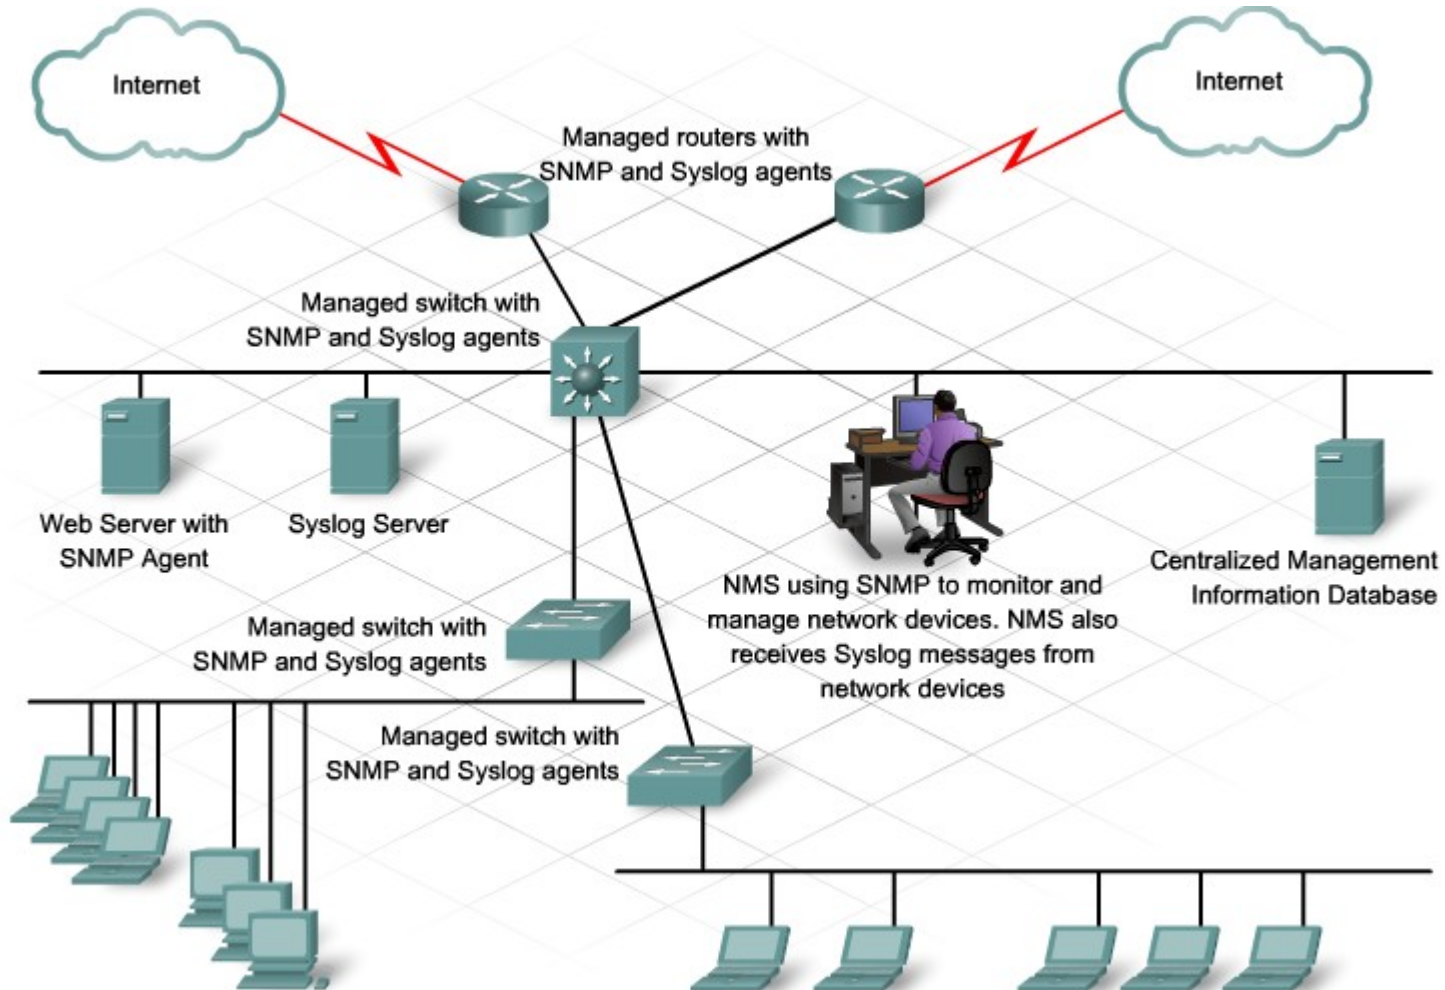 Internet
Internet
Managed routers with
SNMP and Syslog agents
Managed switch with
SNMP and Syslog agents
Web Server with
SNMP Agent
Syslog Server
NMS using SNMP to monitor and
manage network devices. NMS also
receives Syslog messages from
network devices
Centralized Management
Information Database
Managed switch with
SNMP and Syslog agents
Managed switch with
SNMP and Syslog agents